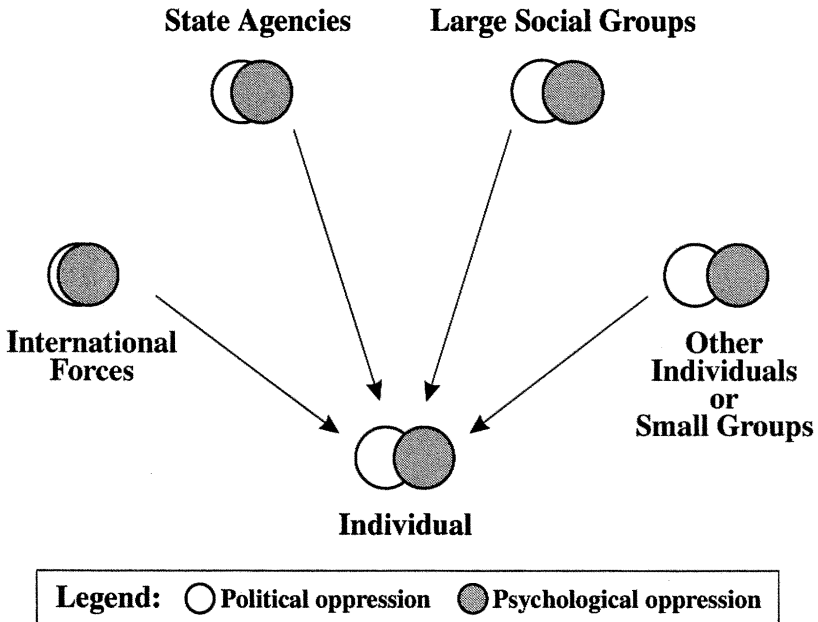 State Agencies
Large Social Groups
International
Forces
Other
Individuals
or
Small Groups
Individual
Legend: Political oppression Psychological oppression